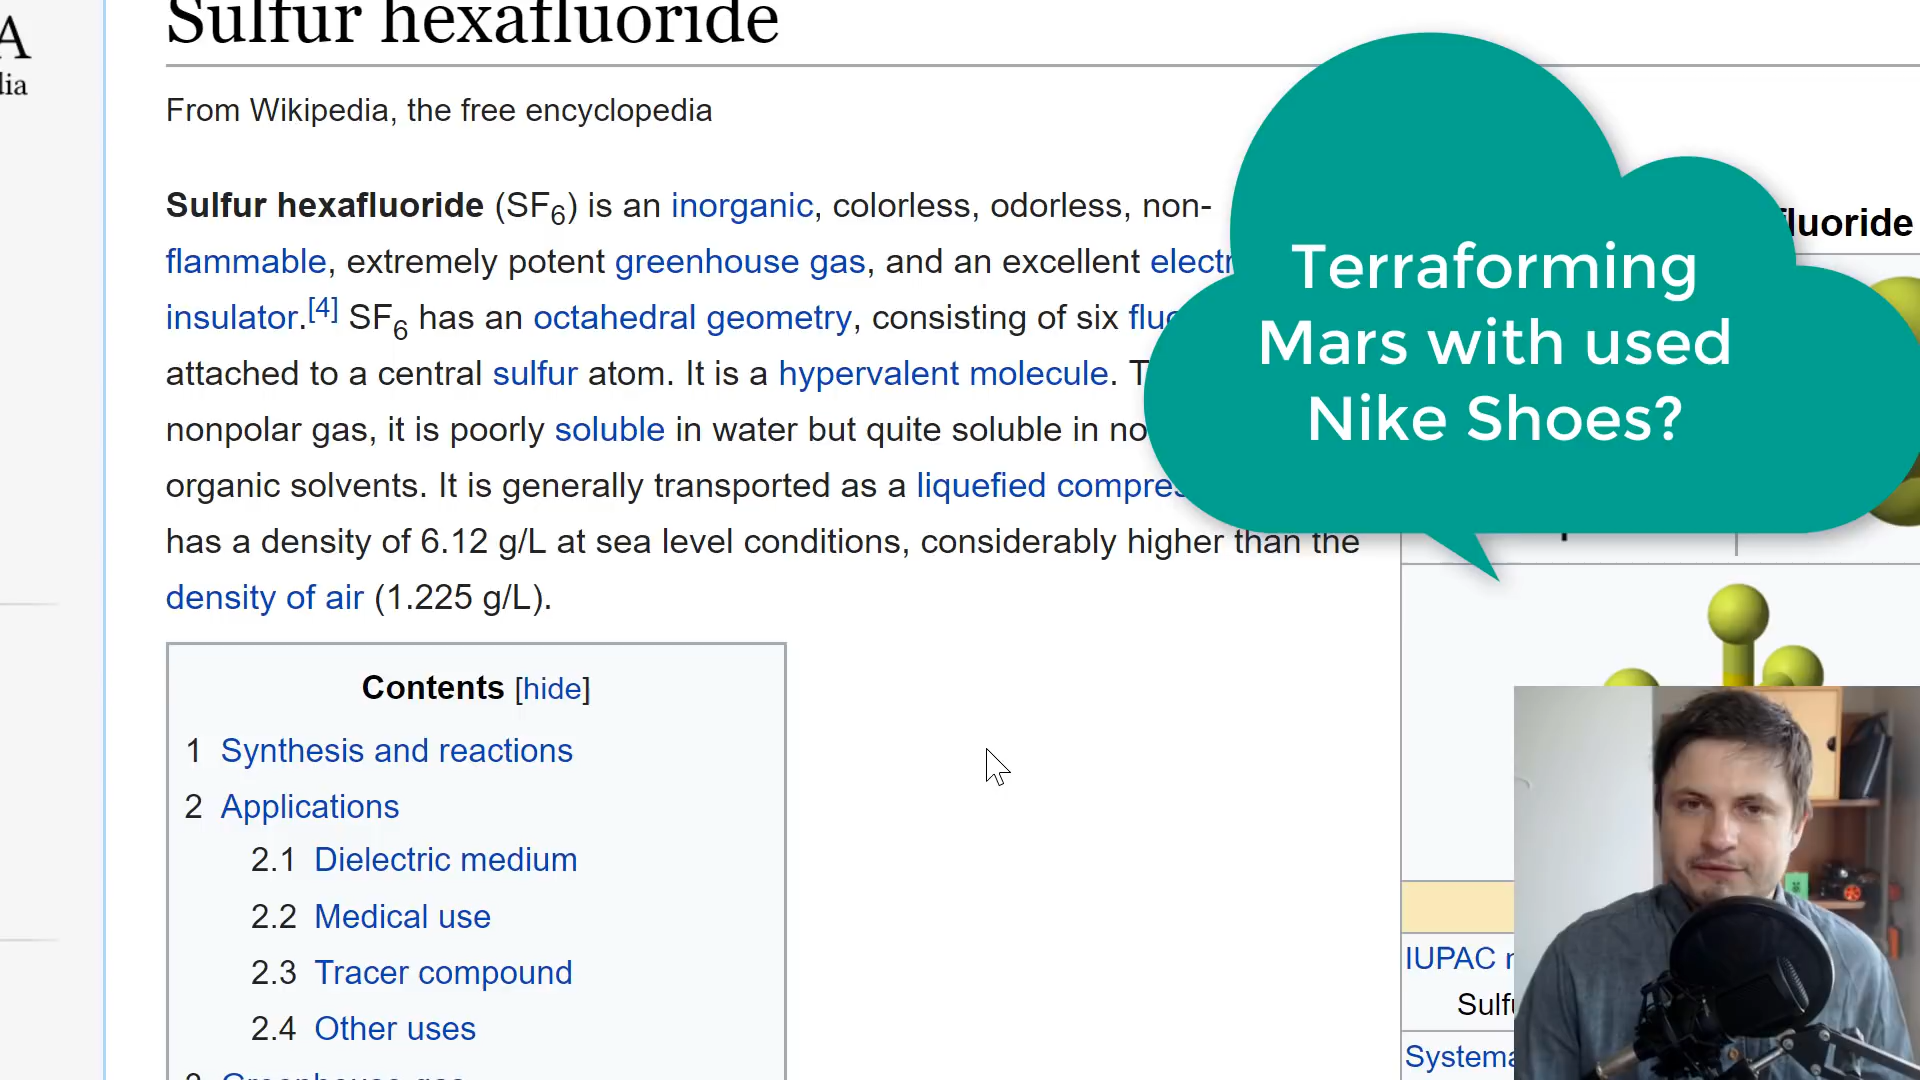 Sulfur hexafluoride
A
dia
From Wikipedia, the free encyclopedia
Sulfur hexafluoride (SF6) is an inorganic, colorless, odorless, non-
flammable, extremely potent greenhouse gas, and an excellent
insulator.[4] SF6 has an octahedral geometry, consisting of six
attached to a central sulfur atom. It is a hypervalent molecule.
nonpolar gas, it is poorly soluble in water but quite soluble in
organic solvents. It is generally transported as a liquefied
has a density of 6.12 g/L at sea level conditions, considerably higher than the
density of air (1.225 g/L).
Terraforming
Mars with used
Nike Shoes?
fluoride
Contents [hide]
1 Synthesis and reactions
2 Applications
2.1 Dielectric medium
2.2 Medical use
2.3 Tracer compound
2.4 Other uses
IUPAC